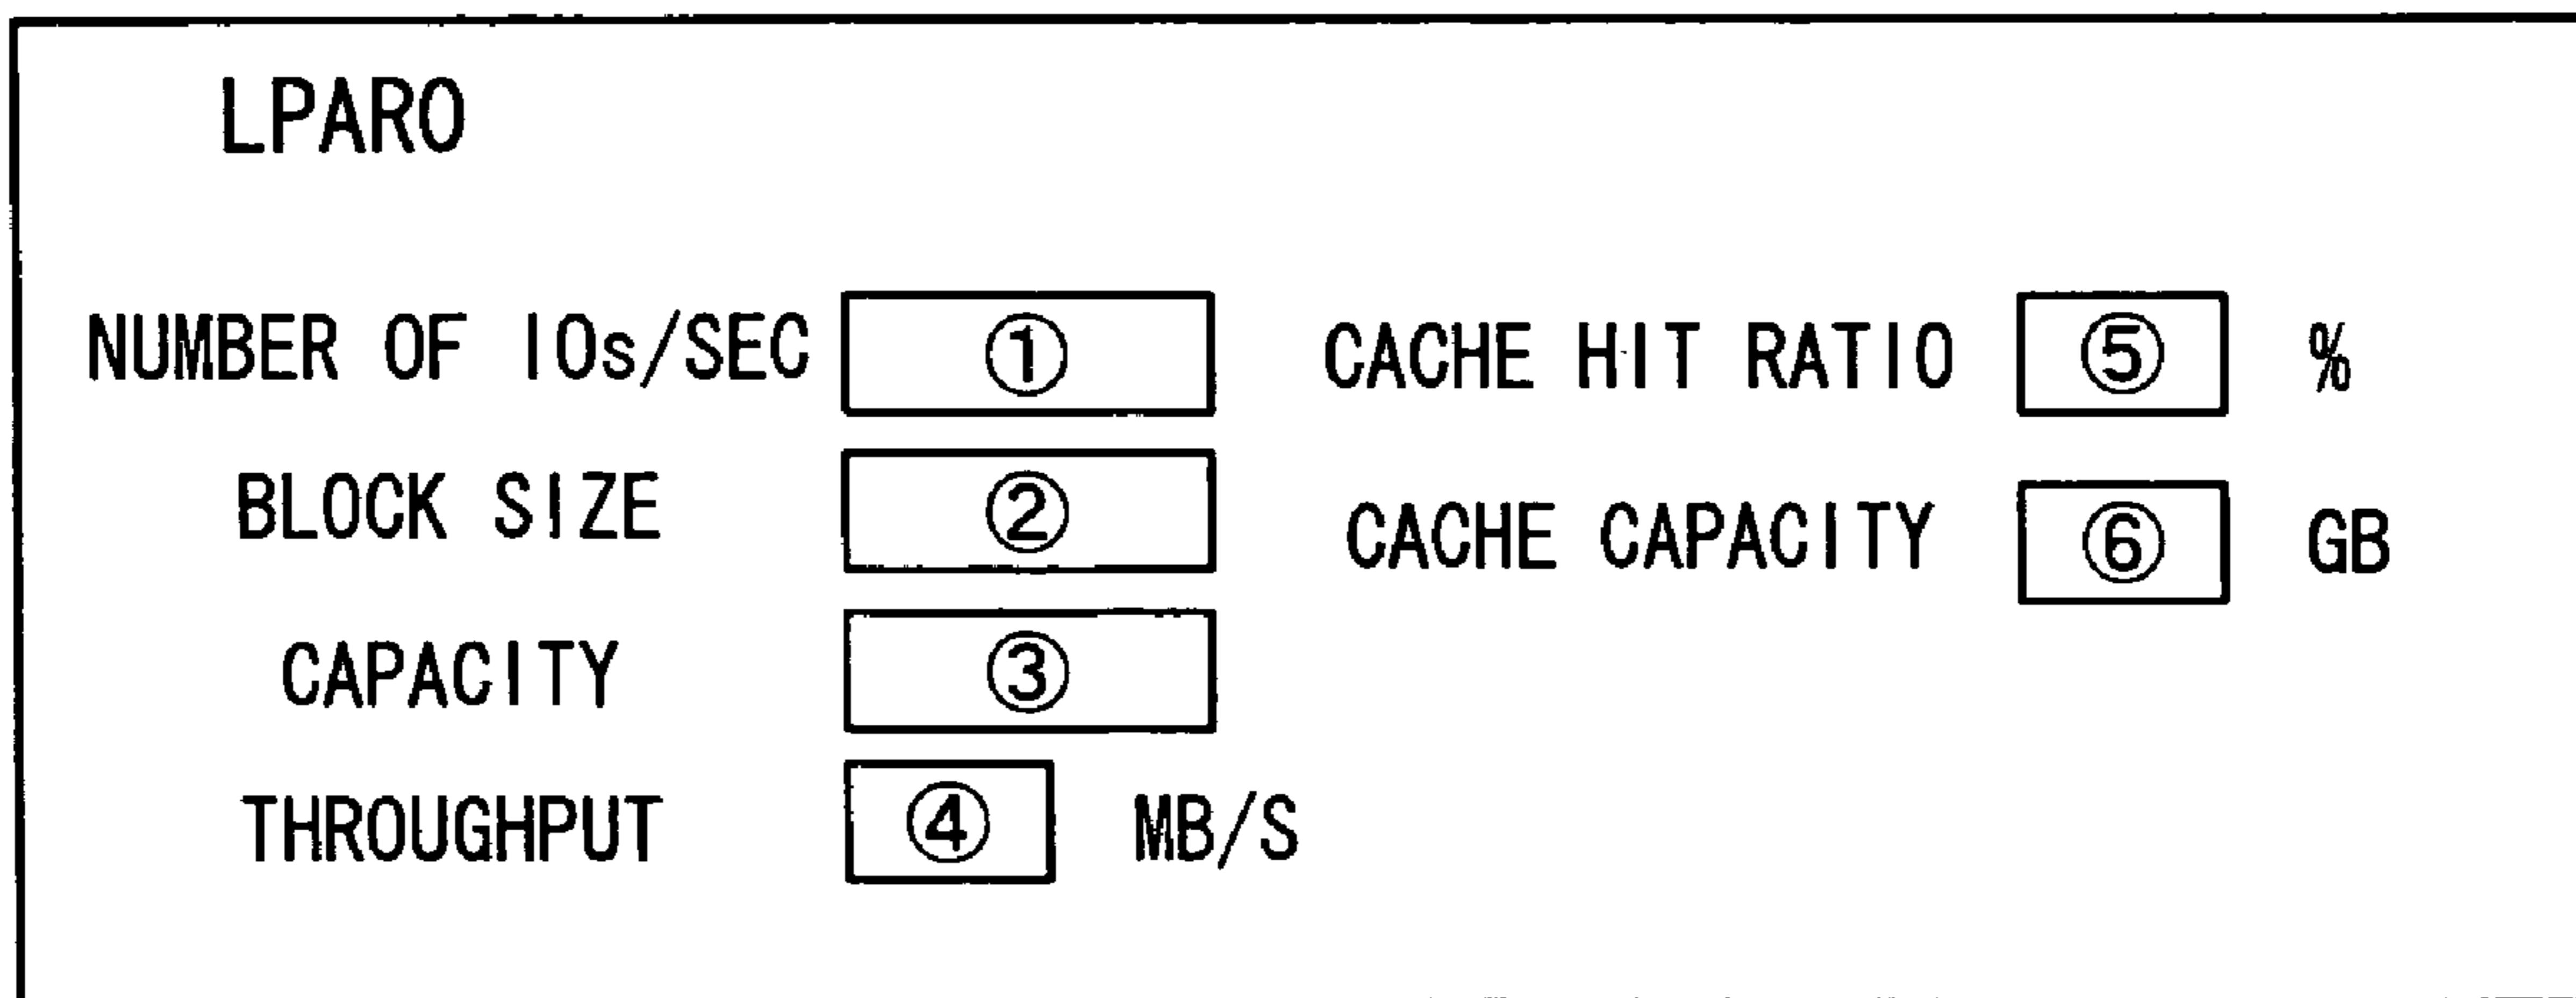 LPAR0
NUMBER OF IOs/SEC ① CACHE HIT RATIO ⑤ %
BLOCK SIZE ② CACHE CAPACITY ⑥ GB
CAPACITY ③
THROUGHPUT ④ MB/S